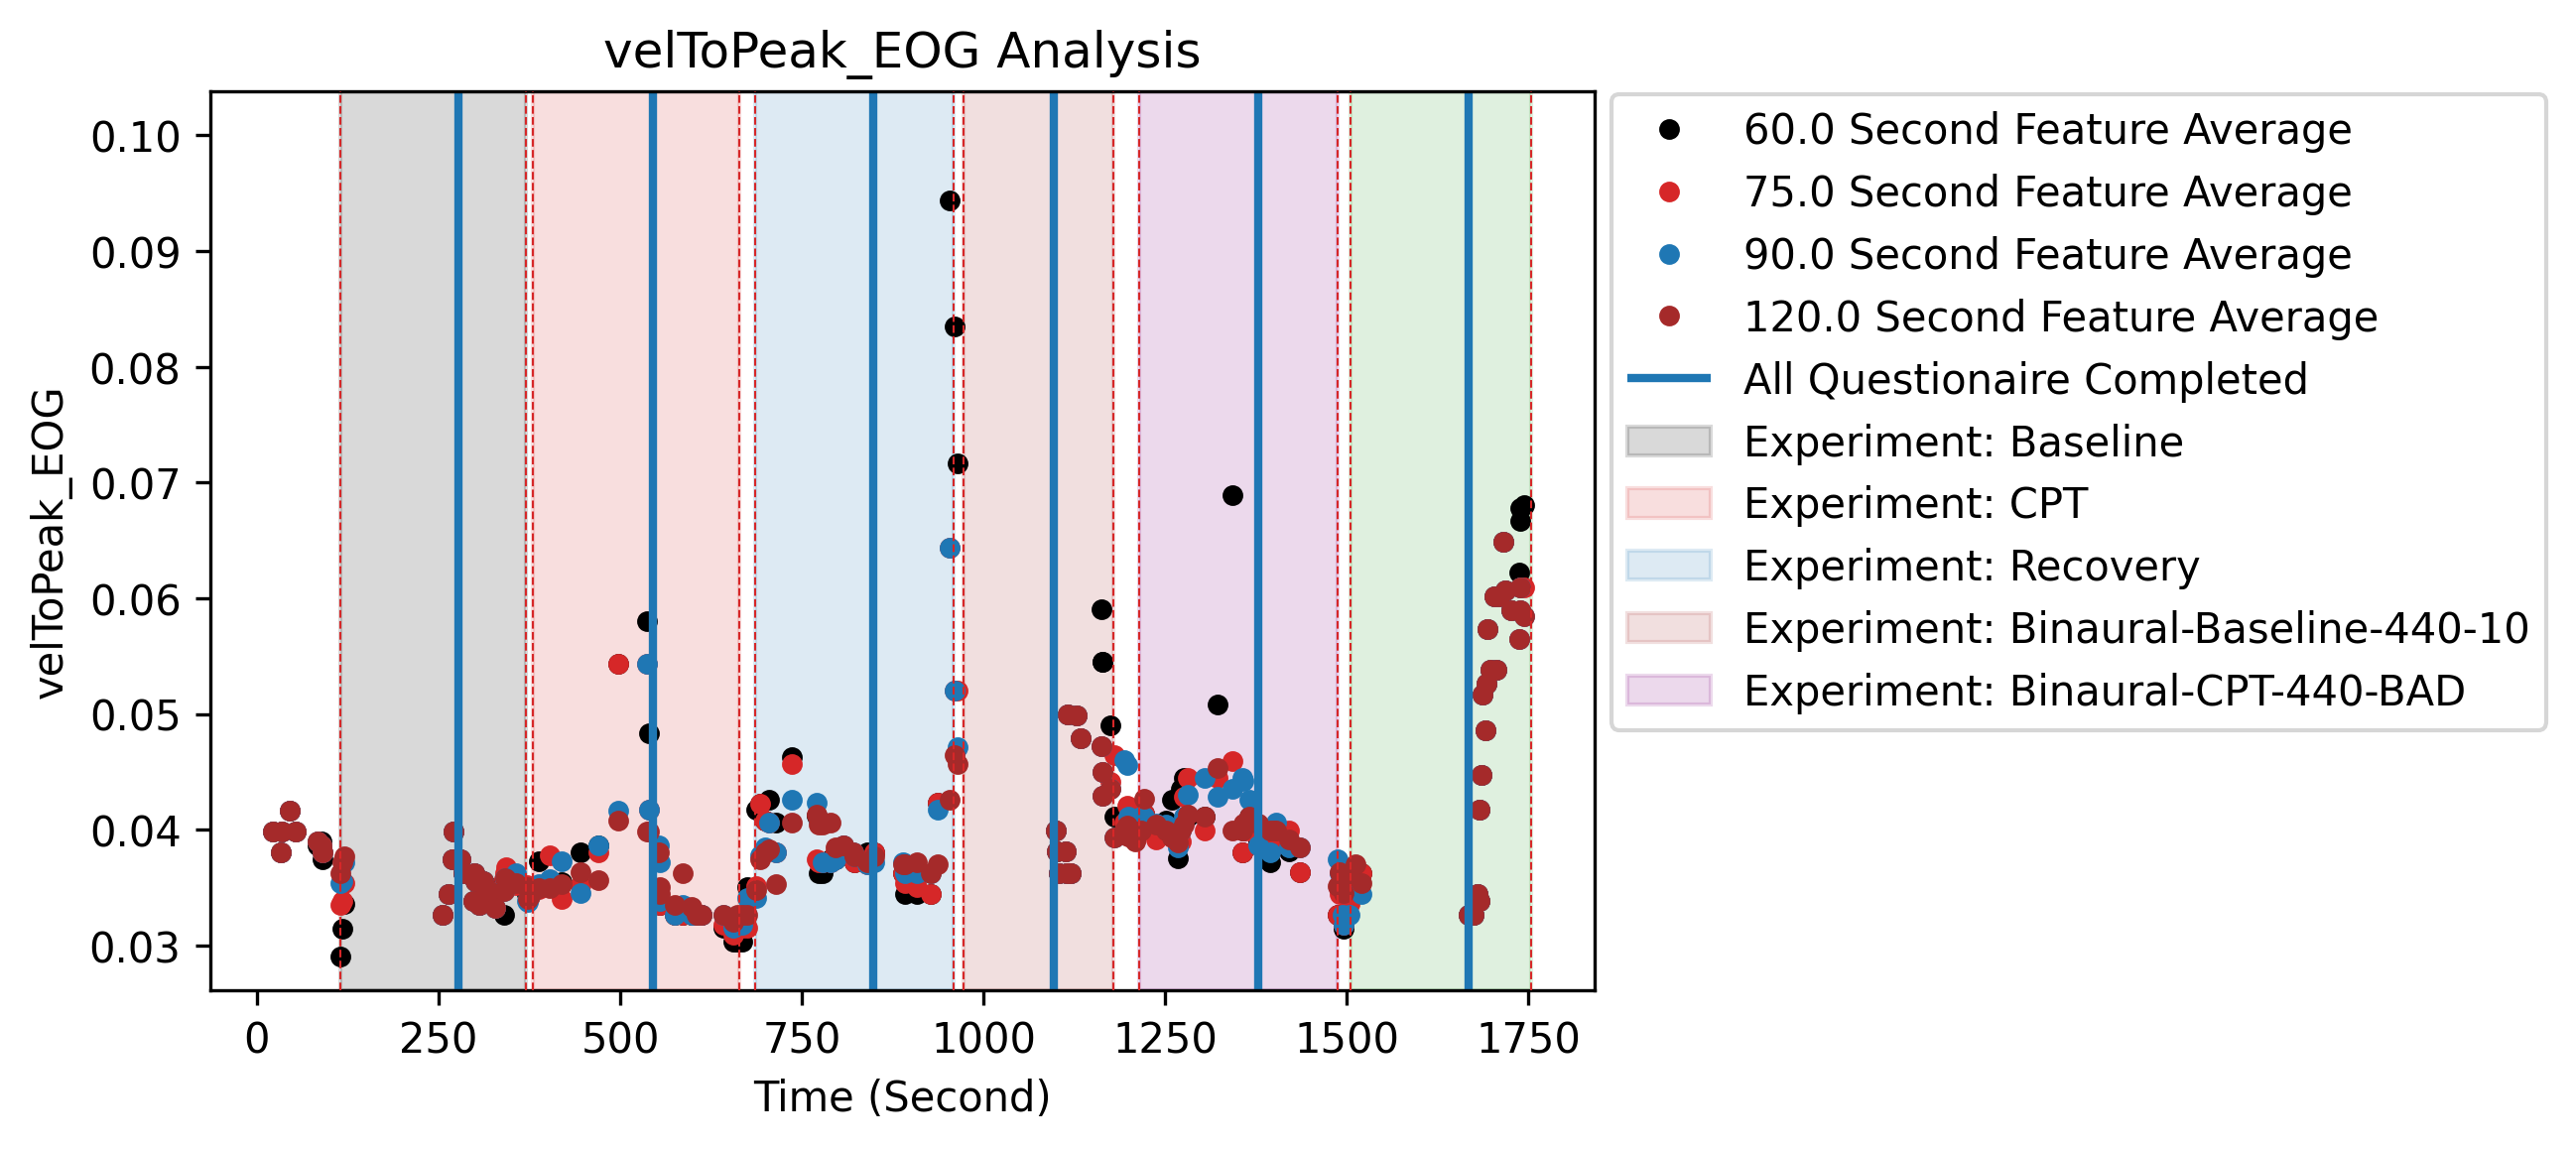 velToPeak_EOG Analysis
0.10
0.09
0.08
0.07
0.06
0.05
0.04
0.03
velToPeak_EOG
0 250 500 750 1000 1250 1500 1750
Time (Second)
60.0 Second Feature Average
75.0 Second Feature Average
90.0 Second Feature Average
120.0 Second Feature Average
All Questionaire Completed
Experiment: Baseline
Experiment: CPT
Experiment: Recovery
Experiment: Binaural-Baseline-440-10
Experiment: Binaural-CPT-440-BAD